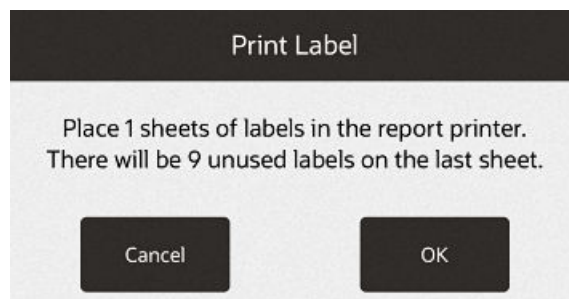 Print Label
Place 1 sheets of labels in the report printer.
There will be 9 unused labels on the last sheet.
Cancel
OK